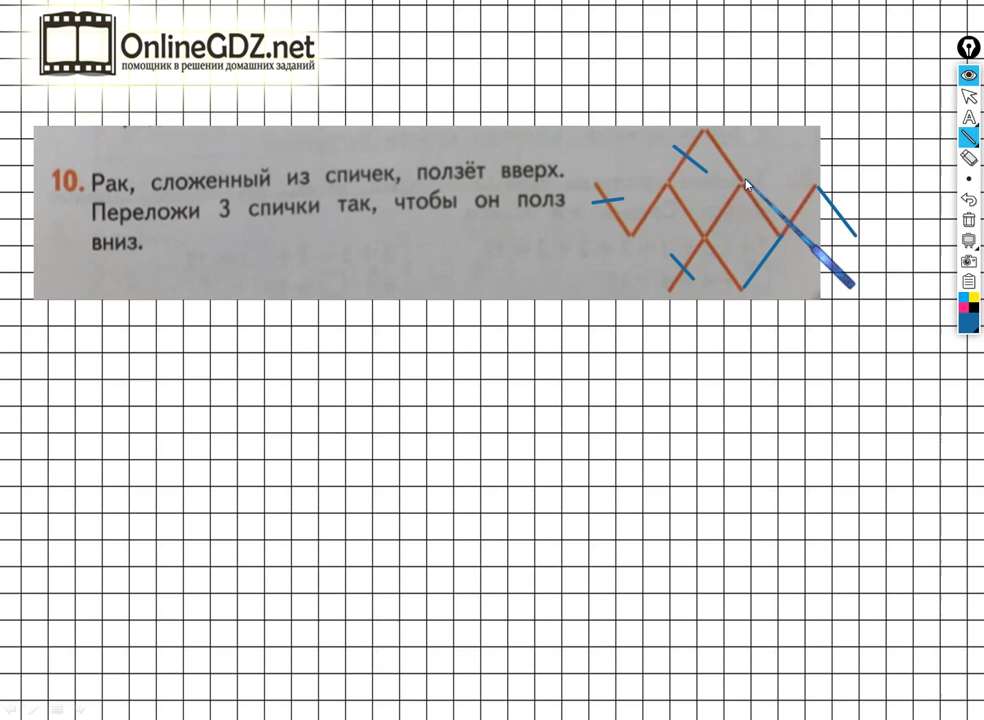 OnlineGDZ.net
помощник в решении домашних заданий
10. Рак, сложенный из спичек, ползёт вверх.
Переложи 3 спички так, чтобы он полз
вниз.
A